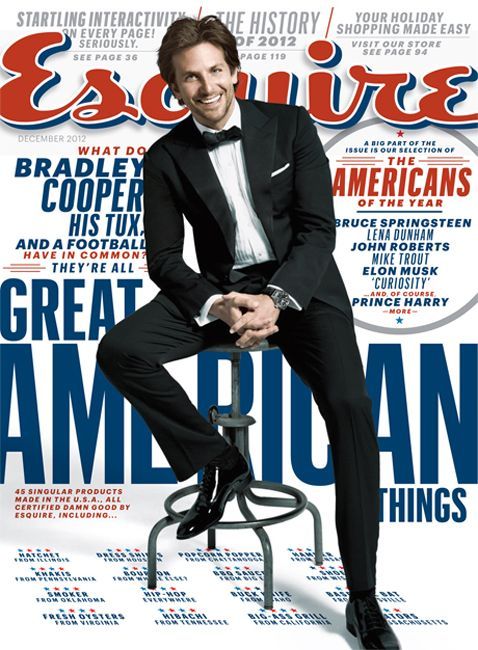 STARTLING INTERACTIVITY
ON EVERY PAGE!
SERIOUSLY.
SEE PAGE 36
THE HISTORY
OF 2012
PAGE 119
YOUR HOLIDAY
SHOPPING MADE EASY
VISIT OUR STORE
SEE PAGE 94
Esquire
DECEMBER 2012
WHAT DO
BRADLEY
COOPER
HIS TUX,
AND A FOOTBALL
HAVE IN COMMON?
THEY'RE ALL
GREAT
AMERICAN
THINGS
A BIG PART OF THE
ISSUE IS OUR SELECTION OF
THE
AMERICANS
OF THE YEAR
BRUCE SPRINGSTEEN
LENA DUNHAM
JOHN ROBERTS
MIKE TROUT
ELON MUSK
'CURIOSITY'
...AND, OF COURSE,
PRINCE HARRY
—MORE—
45 SINGULAR PRODUCTS
MADE IN THE U.S.A., ALL
CERTIFIED DAMN GOOD BY
ESQUIRE, INCLUDING...
HATCHET
FROM ILLINOIS
KHAKIS
FROM PENNSYLVANIA
SMOKER
FROM OKLAHOMA
HIP-HOP
EVERYWHERE
FRESH OYSTERS
FROM VIRGINIA
HIBACHI
FROM TENNESSEE
BIG-ASS GRILL
FROM CALIFORNIA